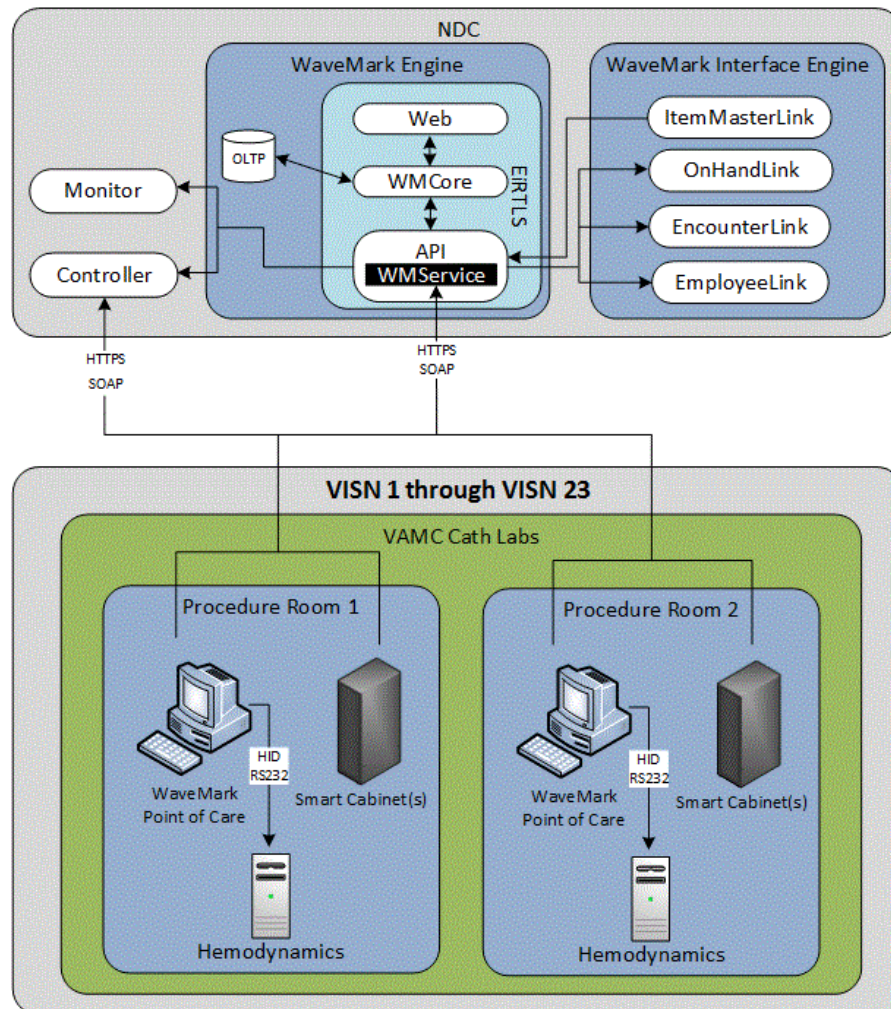 NDC
WaveMark Engine
WaveMark Interface Engine
Web
ItemMasterLink
OLTP
WMCore
EIRTLS
OnHandLink
Monitor
EncounterLink
API
WMService
Controller
EmployeeLink
HTTPS
SOAP
HTTPS
SOAP
VISN 1 through VISN 23
VAMC Cath Labs
Procedure Room 1
HID
RS232
WaveMark
Point of Care
Smart Cabinet(s)
Hemodynamics
Procedure Room 2
HID
RS232
WaveMark
Point of Care
Smart Cabinet(s)
Hemodynamics